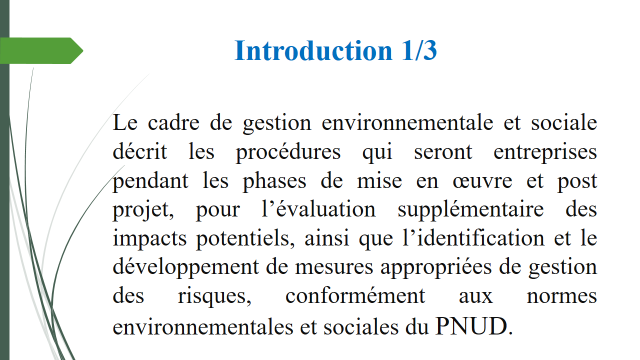 Introduction 1/3
Le cadre de gestion environnementale et sociale
décrit les procédures qui seront entreprises
pendant les phases de mise en œuvre et post
projet, pour l’évaluation supplémentaire des
impacts potentiels, ainsi que l’identification et le
développement de mesures appropriées de gestion
des risques, conformément aux normes
environnementales et sociales du PNUD.